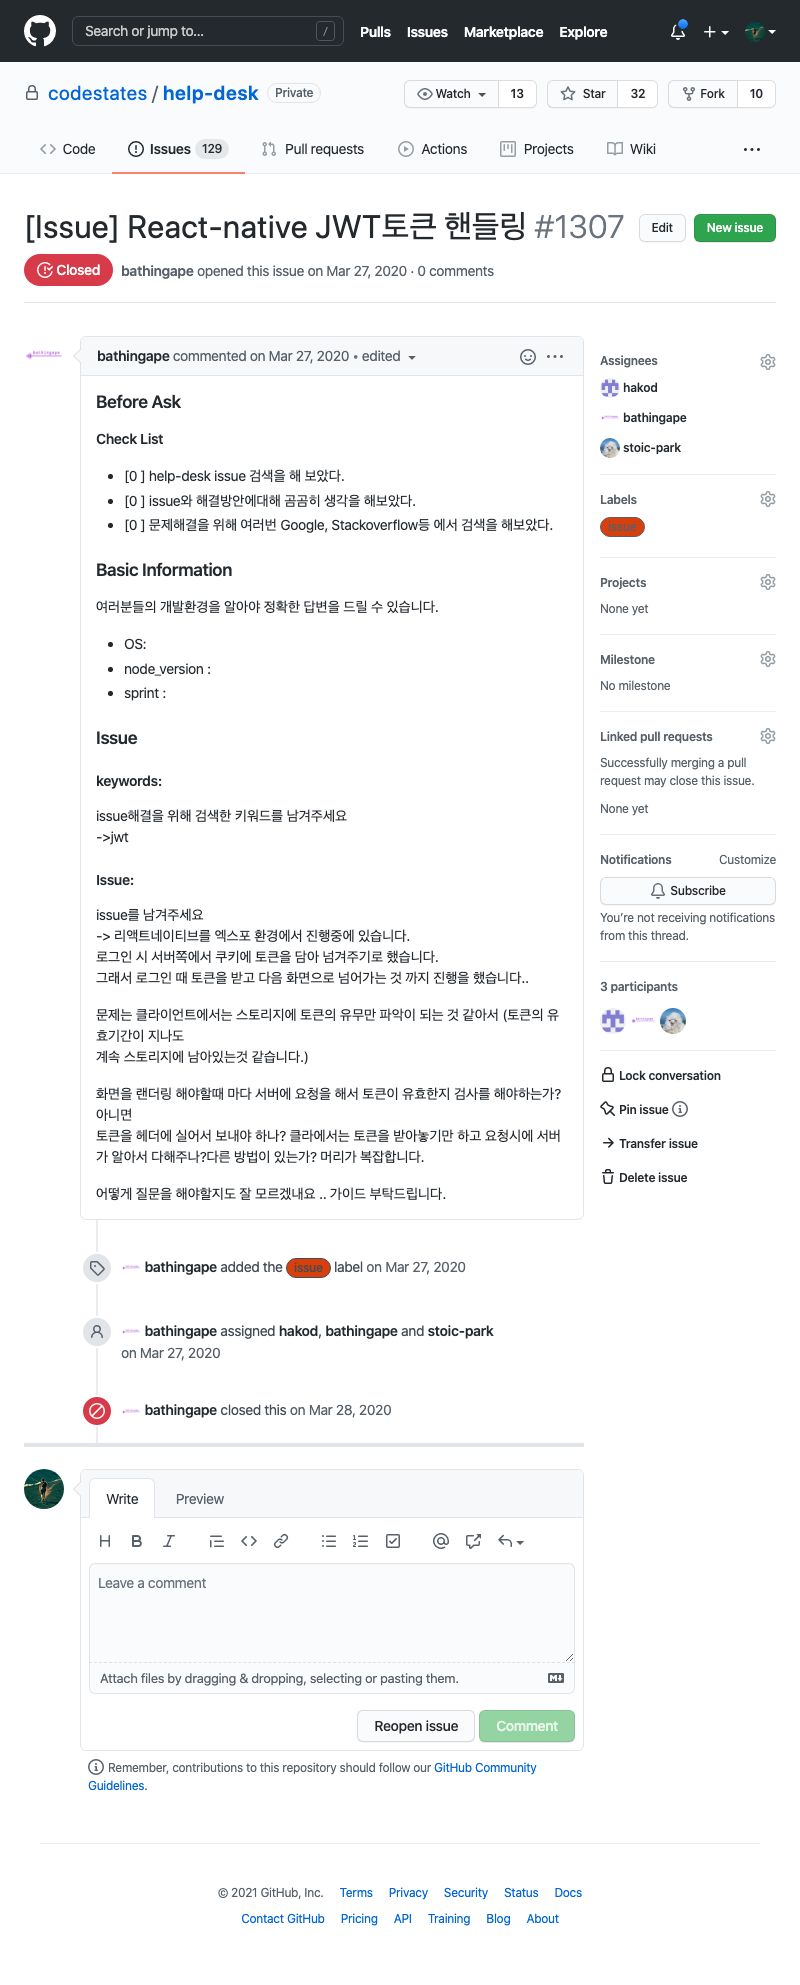 Search or jump to... /
Pulls Issues Marketplace Explore
codestates / help-desk Private
Watch 13 Star 32 Fork 10
Code Issues 129 Pull requests Actions Projects Wiki ...
[Issue] React-native JWT토큰 핸들링 #1307
Edit New issue
Closed bathingape opened this issue on Mar 27, 2020 · 0 comments
bathingape commented on Mar 27, 2020 • edited
Before Ask
Check List
• [0 ] help-desk issue 검색을 해 보았다.
• [0 ] issue와 해결방안에대해 곰곰히 생각을 해보았다.
• [0 ] 문제해결을 위해 여러번 Google, Stackoverflow등 에서 검색을 해보았다.
Basic Information
여러분들의 개발환경을 알아야 정확한 답변을 드릴 수 있습니다.
• OS:
• node_version :
• sprint :
Issue
keywords:
issue해결을 위해 검색한 키워드를 남겨주세요
->jwt
Issue:
issue를 남겨주세요
-> 리액트네이티브를 엑스포 환경에서 진행중에 있습니다.
로그인 시 서버쪽에서 쿠키에 토큰을 담아 넘겨주기로 했습니다.
그래서 로그인 때 토큰을 받고 다음 화면으로 넘어가는 것 까지 진행을 했습니다..
문제는 클라이언트에서는 스토리지에 토큰의 유무만 파악이 되는 것 같아서 (토큰의 유
효기간이 지나도
계속 스토리지에 남아있는것 같습니다.)
화면을 랜더링 해야할때 마다 서버에 요청을 해서 토큰이 유효한지 검사를 해야하는가?
아니면
토큰을 헤더에 실어서 보내야 하나? 클라에서는 토큰을 받아놓기만 하고 요청시에 서버
가 알아서 다해주나?다른 방법이 있는가? 머리가 복잡합니다.
어떻게 질문을 해야할지도 잘 모르겠내요 .. 가이드 부탁드립니다.
Assignees
hakod
bathingape
stoic-park
Labels
issue
Projects
None yet
Milestone
No milestone
Linked pull requests
Successfully merging a pull
request may close this issue.
None yet
Notifications Customize
Subscribe
You're not receiving notifications
from this thread.
3 participants
Lock conversation
Pin issue
Transfer issue
Delete issue
bathingape added the issue label on Mar 27, 2020
bathingape assigned hakod, bathingape and stoic-park
on Mar 27, 2020
bathingape closed this on Mar 28, 2020
Write Preview
Leave a comment
Attach files by dragging & dropping, selecting or pasting them.
Reopen issue Comment
Remember, contributions to this repository should follow our GitHub Community
Guidelines.
© 2021 GitHub, Inc. Terms Privacy Security Status Docs
Contact GitHub Pricing API Training Blog About